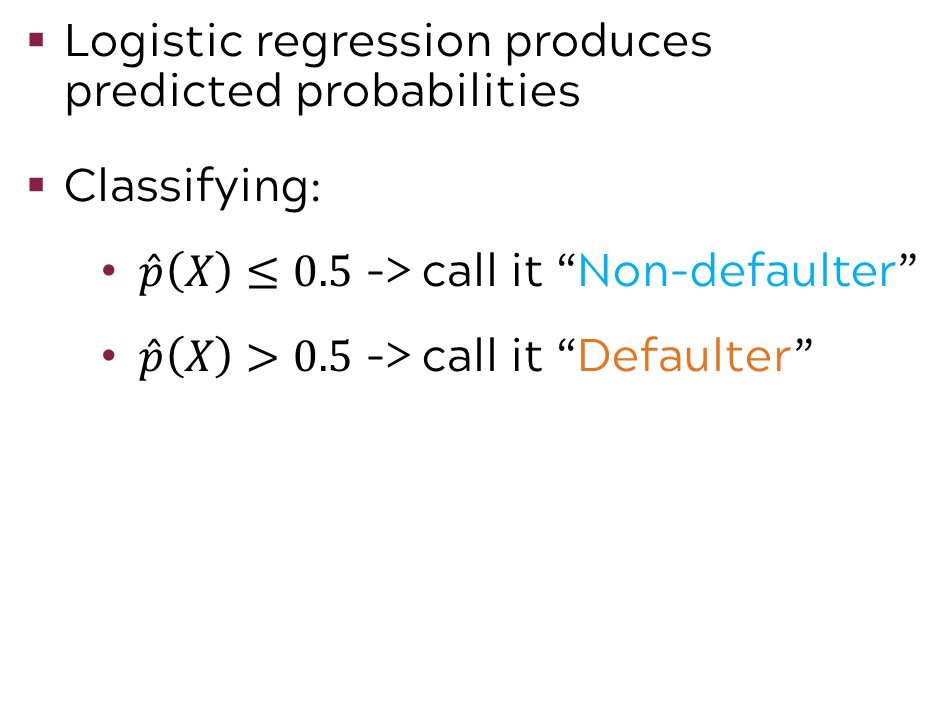 ▪ Logistic regression produces
predicted probabilities
▪ Classifying:
• p̂(X) ≤ 0.5 -> call it “Non-defaulter”
• p̂(X) > 0.5 -> call it “Defaulter”